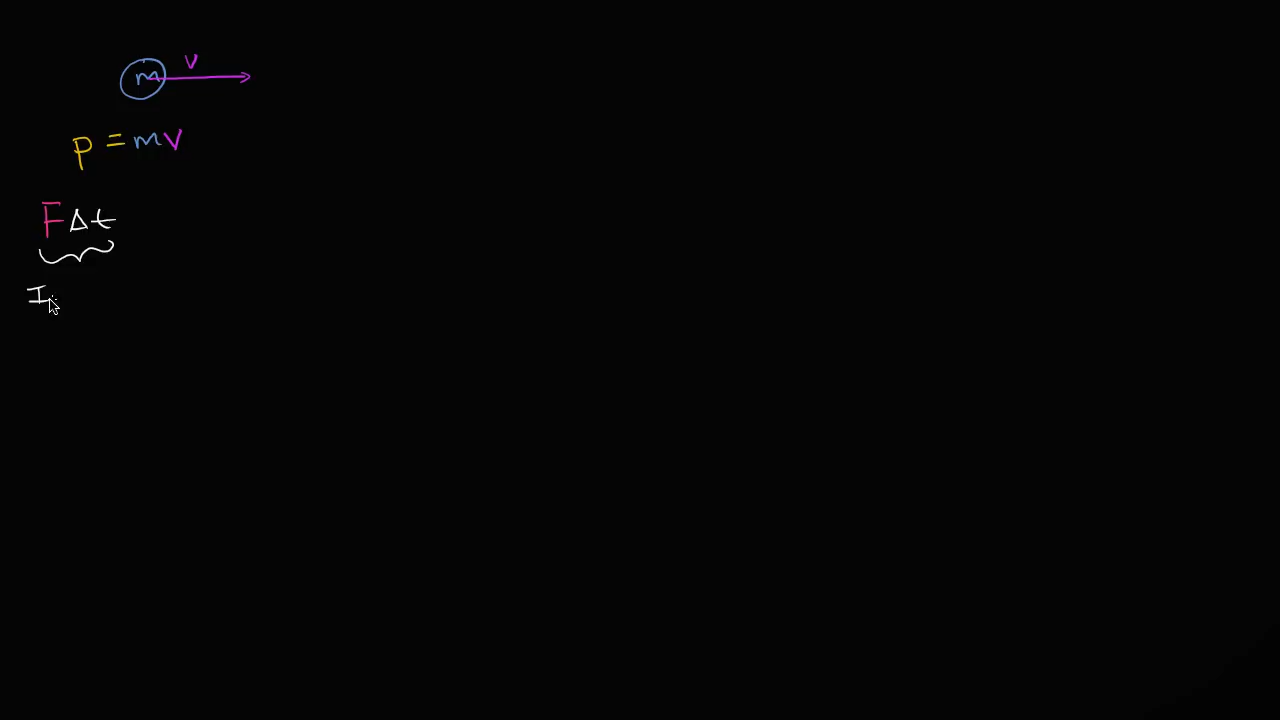 m v
p = mv
FΔt
I